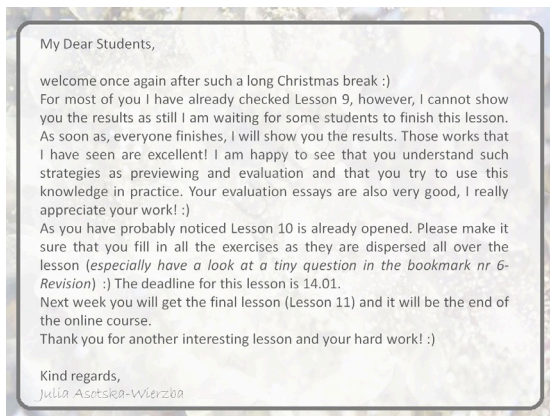 My Dear Students,
welcome once again after such a long Christmas break :)
For most of you I have already checked Lesson 9, however, I cannot show
you the results as still I am waiting for some students to finish this lesson.
As soon as, everyone finishes, I will show you the results. Those works that
I have seen are excellent! I am happy to see that you understand such
strategies as previewing and evaluation and that you try to use this
knowledge in practice. Your evaluation essays are also very good, I really
appreciate your work! :)
As you have probably noticed Lesson 10 is already opened. Please make it
sure that you fill in all the exercises as they are dispersed all over the
lesson (especially have a look at a tiny question in the bookmark nr 6-
Revision) :) The deadline for this lesson is 14.01.
Next week you will get the final lesson (Lesson 11) and it will be the end of
the online course.
Thank you for another interesting lesson and your hard work! :)
Kind regards,
Julia Asotska-Wierzba